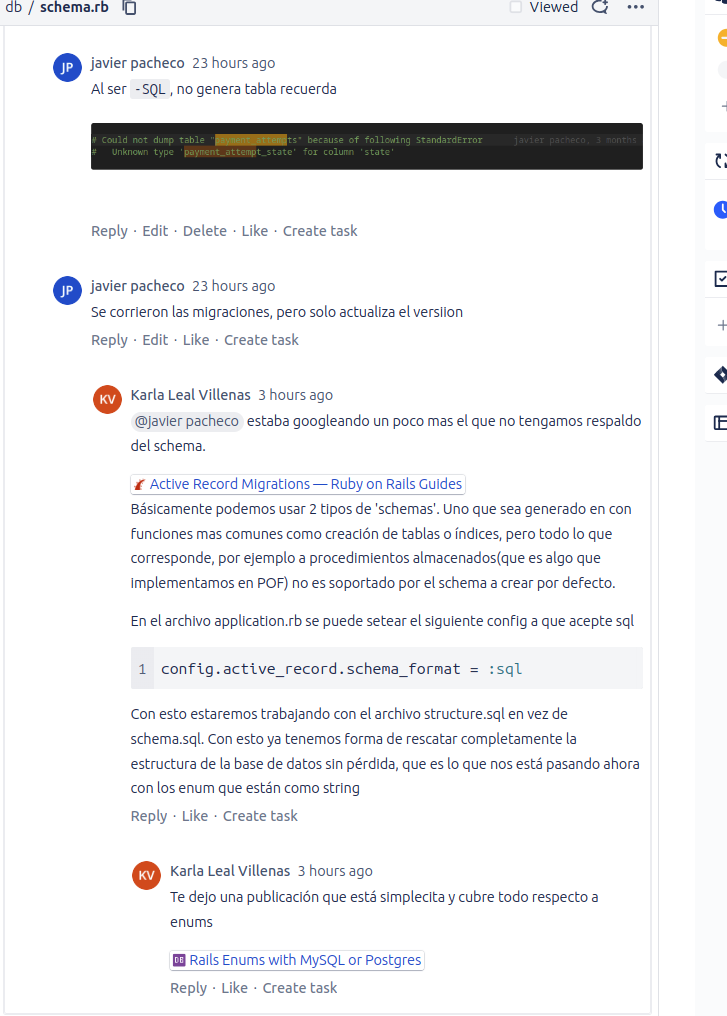 db / schema.rb
Viewed
javier pacheco 23 hours ago
Al ser -SQL, no genera tabla recuerda
# Could not dump table "payment_attempts" because of following StandardError javier pacheco, 3 months
# Unknown type 'payment_attempt_state' for column 'state'
Reply · Edit · Delete · Like · Create task
JP
javier pacheco 23 hours ago
Se corrieron las migraciones, pero solo actualiza el versiion
Reply · Edit · Like · Create task
JP
Karla Leal Villenas 3 hours ago
KV
@javier pacheco estaba googleando un poco mas el que no tengamos respaldo
del schema.
Active Record Migrations — Ruby on Rails Guides
Básicamente podemos usar 2 tipos de 'schemas'. Uno que sea generado en con
funciones mas comunes como creación de tablas o índices, pero todo lo que
corresponde, por ejemplo a procedimientos almacenados(que es algo que
implementamos en POF) no es soportado por el schema a crear por defecto.
En el archivo application.rb se puede setear el siguiente config a que acepte sql
1 config.active_record.schema_format = :sql
Con esto estaremos trabajando con el archivo structure.sql en vez de
schema.sql. Con esto ya tenemos forma de rescatar completamente la
estructura de la base de datos sin pérdida, que es lo que nos está pasando ahora
con los enum que están como string
Reply · Like · Create task
Karla Leal Villenas 3 hours ago
KV
Te dejo una publicación que está simplecita y cubre todo respecto a
enums
DB Rails Enums with MySQL or Postgres
Reply · Like · Create task